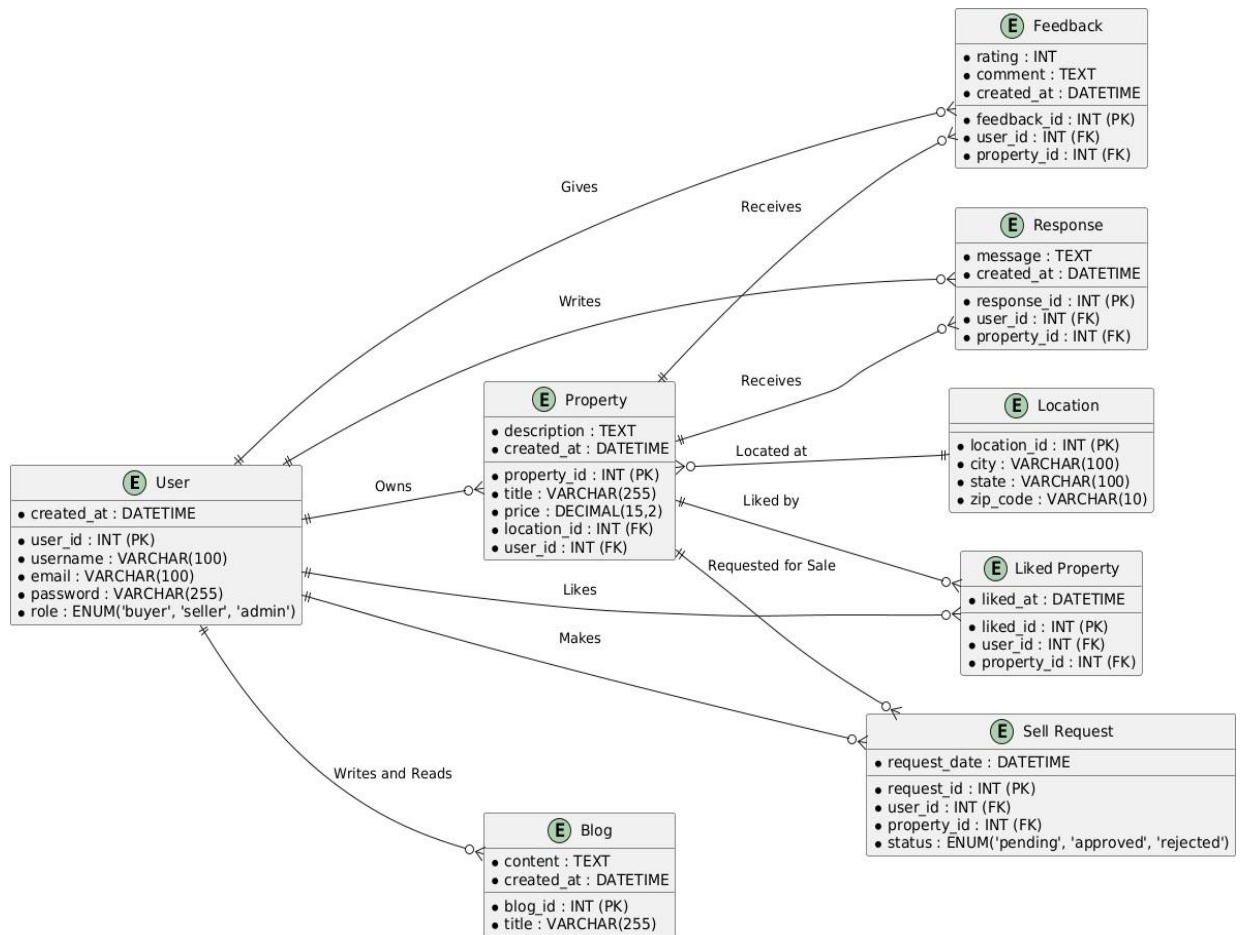 E Feedback
rating : INT
comment : TEXT
created_at : DATETIME
feedback_id : INT (PK)
user_id : INT (FK)
property_id : INT (FK)
Gives
Receives
E Response
message : TEXT
created_at : DATETIME
response_id : INT (PK)
user_id : INT (FK)
property_id : INT (FK)
Writes
Receives
E Property
description : TEXT
created_at : DATETIME
property_id : INT (PK)
title : VARCHAR(255)
price : DECIMAL(15,2)
location_id : INT (FK)
user_id : INT (FK)
E Location
location_id : INT (PK)
city : VARCHAR(100)
state : VARCHAR(100)
zip_code : VARCHAR(10)
Located at
E User
created_at : DATETIME
user_id : INT (PK)
username : VARCHAR(100)
email : VARCHAR(100)
password : VARCHAR(255)
role : ENUM('buyer', 'seller', 'admin')
Owns
Liked by
Requested for Sale
Likes
Makes
E Liked Property
liked_at : DATETIME
liked_id : INT (PK)
user_id : INT (FK)
property_id : INT (FK)
E Sell Request
request_date : DATETIME
request_id : INT (PK)
user_id : INT (FK)
property_id : INT (FK)
status : ENUM('pending', 'approved', 'rejected')
Writes and Reads
E Blog
content : TEXT
created_at : DATETIME
blog_id : INT (PK)
title : VARCHAR(255)